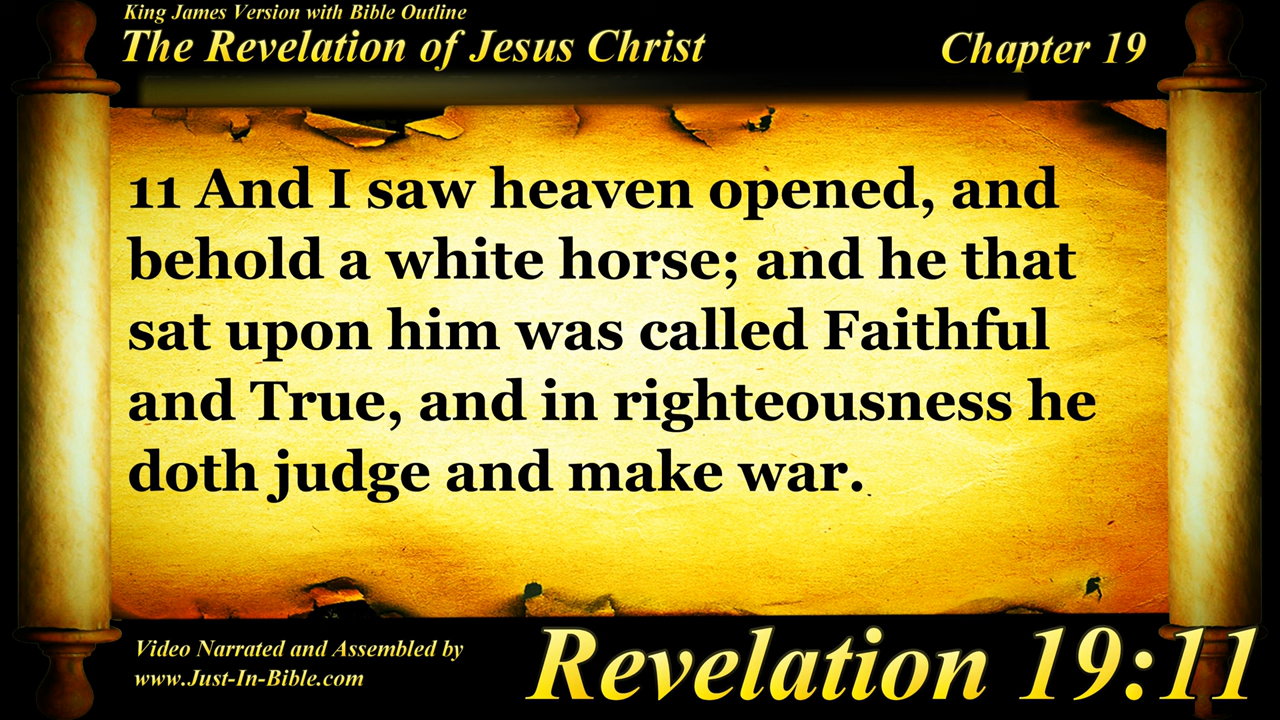 King James Version with Bible Outline
The Revelation of Jesus Christ
Chapter 19
11 And I saw heaven opened, and
behold a white horse; and he that
sat upon him was called Faithful
and True, and in righteousness he
doth judge and make war.
Video Narrated and Assembled by
www.Just-In-Bible.com
Revelation 19:11